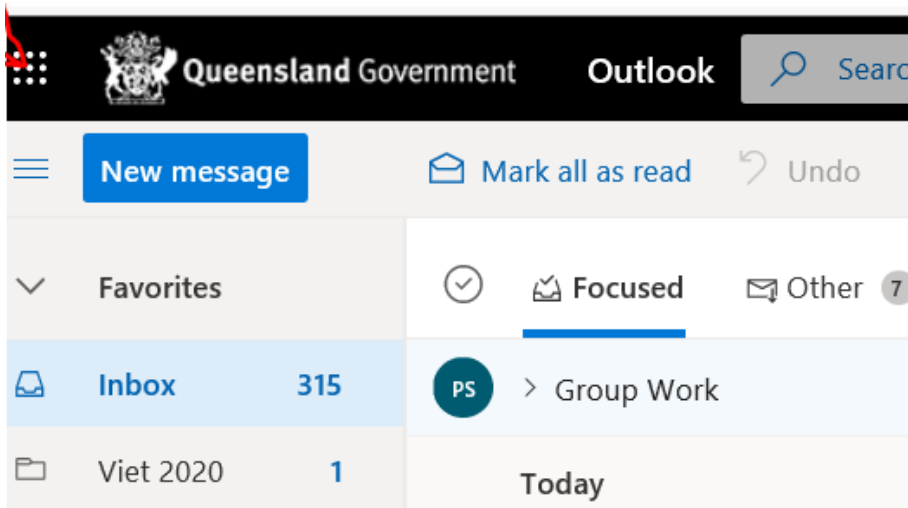 Queensland Government Outlook
New message Mark all as read Undo
Favorites Focused Other 7
Inbox 315 PS > Group Work
Viet 2020 1
Today